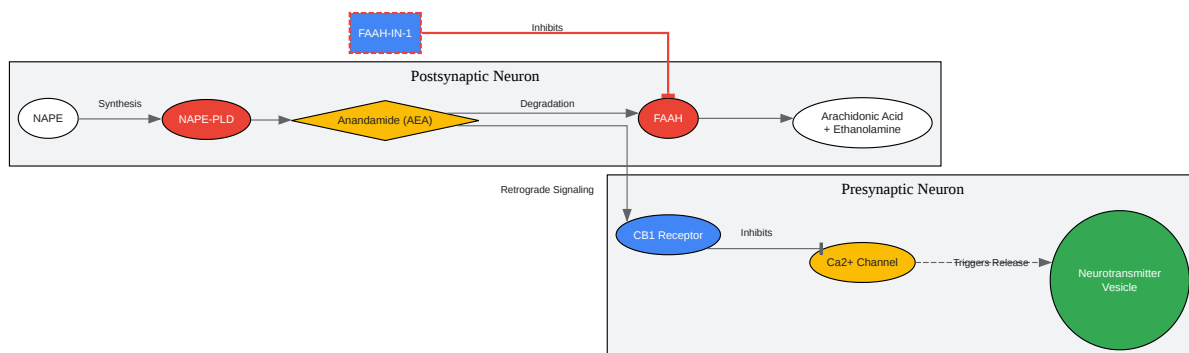 FAAH-IN-1
Inhibits
Postsynaptic Neuron
NAPE
Synthesis
NAPE-PLD
Anandamide (AEA)
Degradation
FAAH
Arachidonic Acid
+ Ethanolamine
Retrograde Signaling
Presynaptic Neuron
CB1 Receptor
Inhibits
Ca2+ Channel
Triggers Release
Neurotransmitter
Vesicle